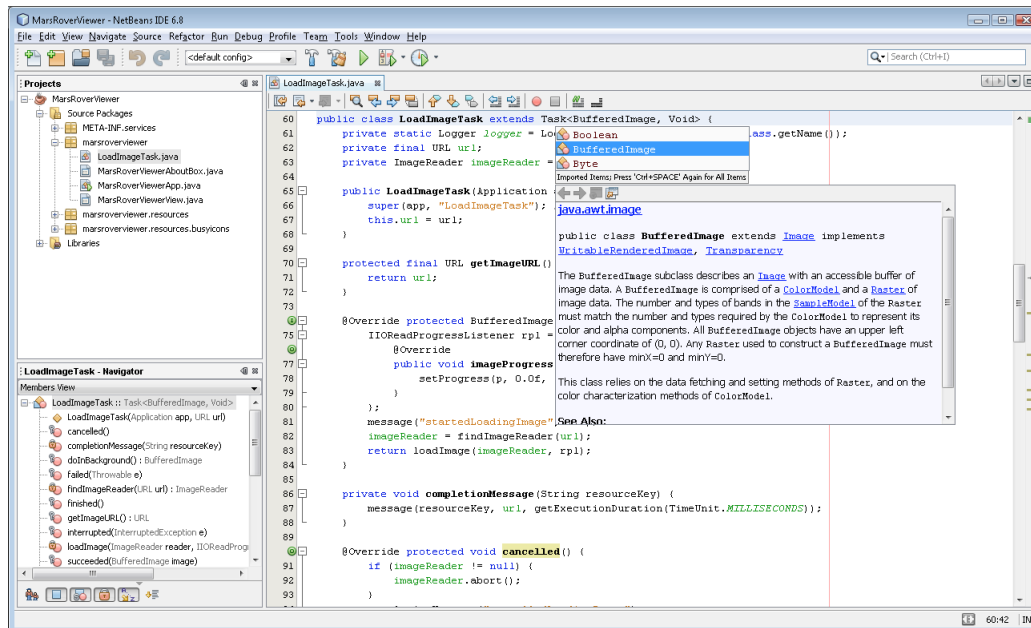 MarsRoverViewer - NetBeans IDE 6.8
File Edit View Navigate Source Refactor Run Debug Profile Team Tools Window Help
<default config>
Search (Ctrl+I)
Projects
MarsRoverViewer
Source Packages
META-INF.services
marsroverviewer
LoadImageTask.java
MarsRoverViewerAboutBox.java
MarsRoverViewerApp.java
MarsRoverViewerView.java
marsroverviewer.resources
marsroverviewer.resources.busyicons
Libraries
LoadImageTask - Navigator
Members View
LoadImageTask :: Task<BufferedImage, Void>
LoadImageTask(Application app, URL url)
cancelled()
completionMessage(String resourceKey)
doInBackground() : BufferedImage
failed(Throwable e)
findImageReader(URL url) : ImageReader
finished()
getImageURL() : URL
interrupted(InterruptedException e)
loadImage(ImageReader reader, IIOReadProgr
succeeded(BufferedImage image)
LoadImageTask.java
60 public class LoadImageTask extends Task<BufferedImage, Void> {
61 private static Logger logger = Lo lass.getName());
62 private final URL url;
63 private ImageReader imageReader =
64
65 public LoadImageTask(Application
66 super(app, "LoadImageTask");
67 this.url = url;
68 }
69
70 protected final URL getImageURL()
71 return url;
72 }
73
@Override protected BufferedImage
75 IIOReadProgressListener rpl =
@Override
77 public void imageProgress
78 setProgress(p, 0.0f,
79 }
80 };
81 message("startedLoadingImage"
82 imageReader = findImageReader(url);
83 return loadImage(imageReader, rpl);
84 }
85
86 private void completionMessage(String resourceKey) {
87 message(resourceKey, url, getExecutionDuration(TimeUnit.MILLISECONDS));
88 }
89
@Override protected void cancelled() {
91 if (imageReader != null) {
92 imageReader.abort();
93 }
Boolean
BufferedImage
Byte
Imported Items; Press 'Ctrl+SPACE' Again for All Items
java.awt.image
public class BufferedImage extends Image implements
WritableRenderedImage, Transparency
The BufferedImage subclass describes an Image with an accessible buffer of
image data. A BufferedImage is comprised of a ColorModel and a Raster of
image data. The number and types of bands in the SampleModel of the Raster
must match the number and types required by the ColorModel to represent its
color and alpha components. All BufferedImage objects have an upper left
corner coordinate of (0, 0). Any Raster used to construct a BufferedImage must
therefore have minX=0 and minY=0.
This class relies on the data fetching and setting methods of Raster, and on the
color characterization methods of ColorModel.
See Also:
60:42 IN